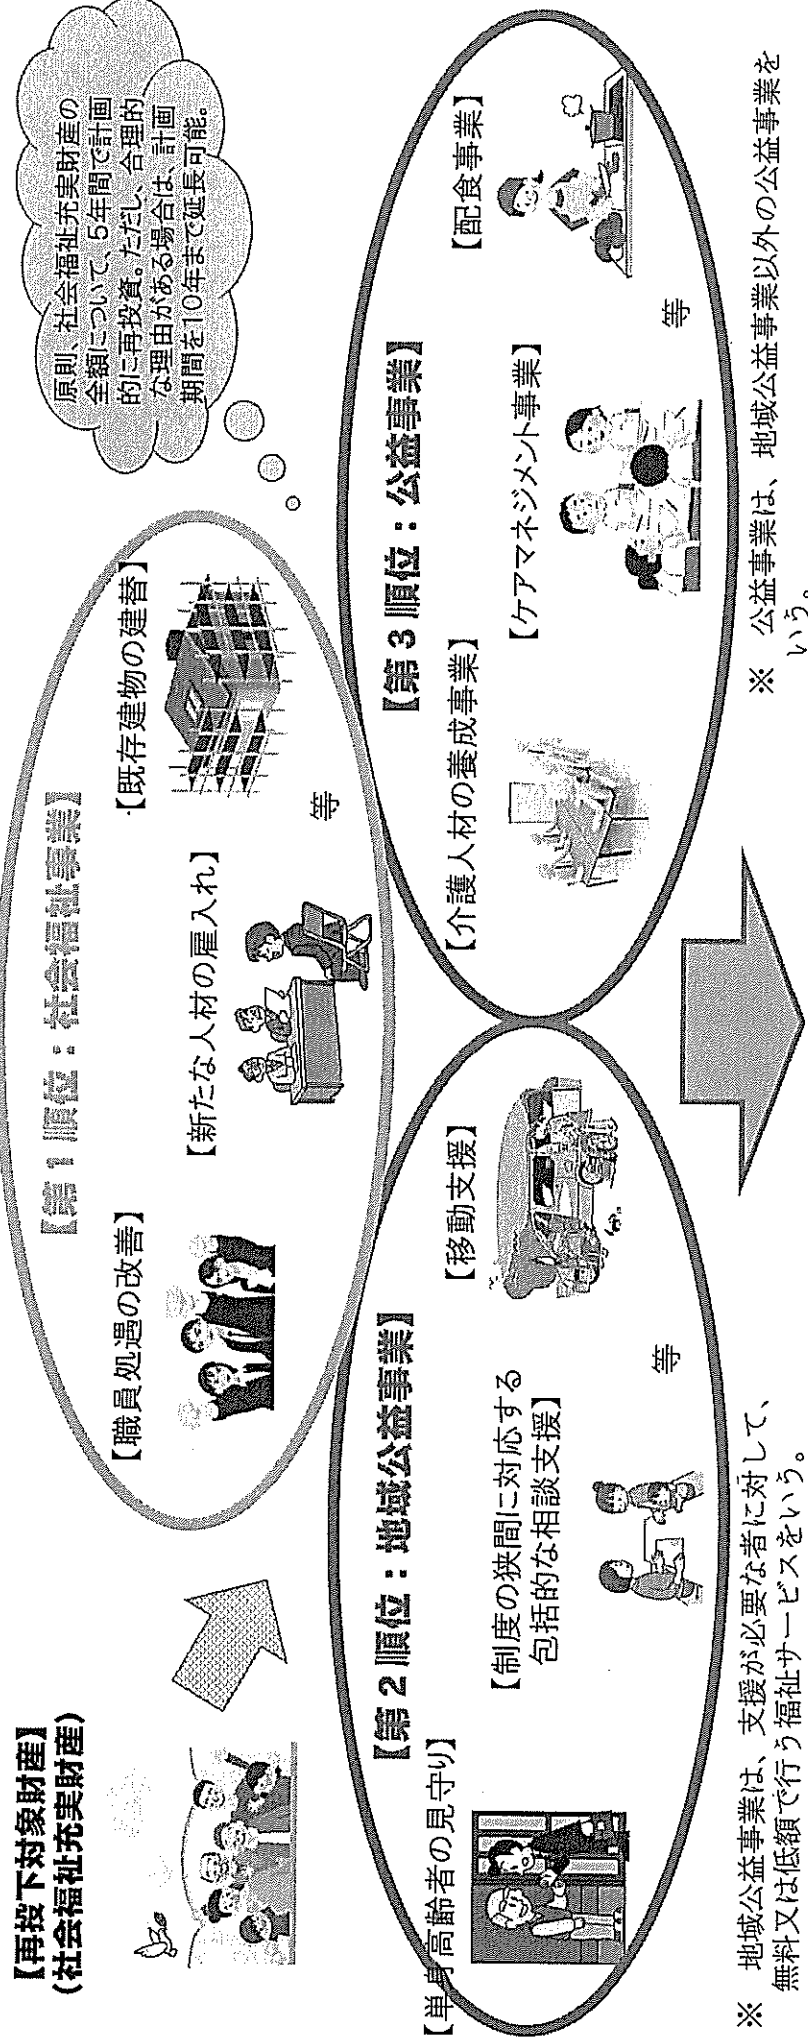 【再投下対象財産】
(社会福祉充実財産)
原則、社会福祉充実財産の
全額について、5年間で計画
的に再投資。ただし、合理的
な理由がある場合は、計画
期間を10年まで延長可能。
【第1順位：社会福祉事業】
【職員処遇の改善】
【新たな人材の雇入れ】
【既存建物の建替】
等
【第2順位：地域公益事業】
【単身高齢者の見守り】
【制度の狭間に対応する
包括的な相談支援】
【移動支援】
等
【第3順位：公益事業】
【介護人材の養成事業】
【ケアマネジメント事業】
【配食事業】
等
※ 地域公益事業は、支援が必要な者に対して、
無料又は低額で行う福祉サービスをいう。
※ 公益事業は、地域公益事業以外の公益事業を
いう。